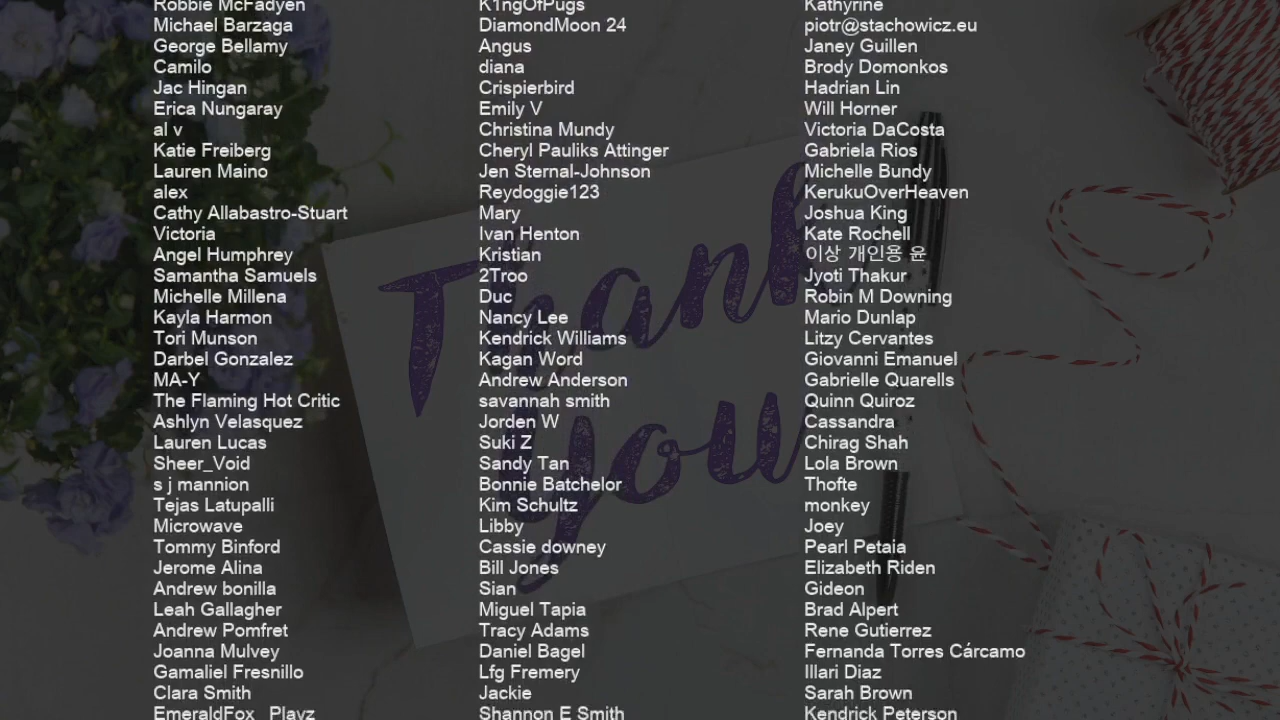 Robbie McFadyen
Michael Barzaga
George Bellamy
Camilo
Jac Hingan
Erica Nungaray
al v
Katie Freiberg
Lauren Maino
alex
Cathy Allabastro-Stuart
Victoria
Angel Humphrey
Samantha Samuels
Michelle Millena
Kayla Harmon
Tori Munson
Darbel Gonzalez
MA-Y
The Flaming Hot Critic
Ashlyn Velasquez
Lauren Lucas
Sheer_Void
s j mannion
Tejas Latupalli
Microwave
Tommy Binford
Jerome Alina
Andrew bonilla
Leah Gallagher
Andrew Pomfret
Joanna Mulvey
Gamaliel Fresnillo
Clara Smith
EmeraldFox_Playz
K1ngOfPugs
DiamondMoon 24
Angus
diana
Crispierbird
Emily V
Christina Mundy
Cheryl Pauliks Attinger
Jen Sternal-Johnson
Reydoggie123
Mary
Ivan Henton
Kristian
2Troo
Duc
Nancy Lee
Kendrick Williams
Kagan Word
Andrew Anderson
savannah smith
Jorden W
Suki Z
Sandy Tan
Bonnie Batchelor
Kim Schultz
Libby
Cassie downey
Bill Jones
Sian
Miguel Tapia
Tracy Adams
Daniel Bagel
Lfg Fremery
Jackie
Shannon E Smith
Kathyrine
piotr@stachowicz.eu
Janey Guillen
Brody Domonkos
Hadrian Lin
Will Horner
Victoria DaCosta
Gabriela Rios
Michelle Bundy
KerukuOverHeaven
Joshua King
Kate Rochell
이상 개인용 윤
Jyoti Thakur
Robin M Downing
Mario Dunlap
Litzy Cervantes
Giovanni Emanuel
Gabrielle Quarells
Quinn Quiroz
Cassandra
Chirag Shah
Lola Brown
Thofte
monkey
Joey
Pearl Petaia
Elizabeth Riden
Gideon
Brad Alpert
Rene Gutierrez
Fernanda Torres Cárcamo
Illari Diaz
Sarah Brown
Kendrick Peterson
Thank
you